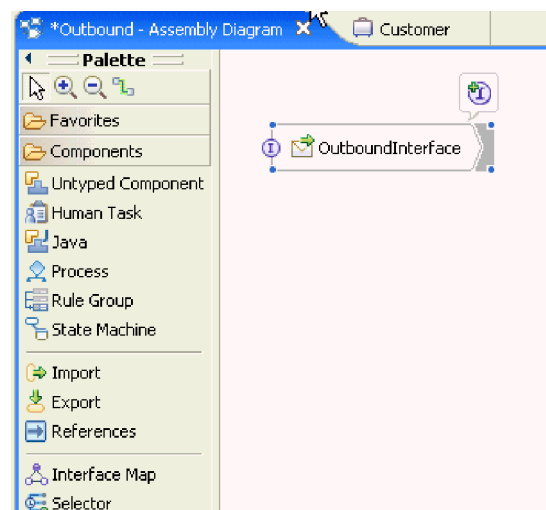 *Outbound - Assembly Diagram
Customer
Palette
Favorites
Components
Untyped Component
Human Task
Java
Process
Rule Group
State Machine
Import
Export
References
Interface Map
Selector
I
I OutboundInterface